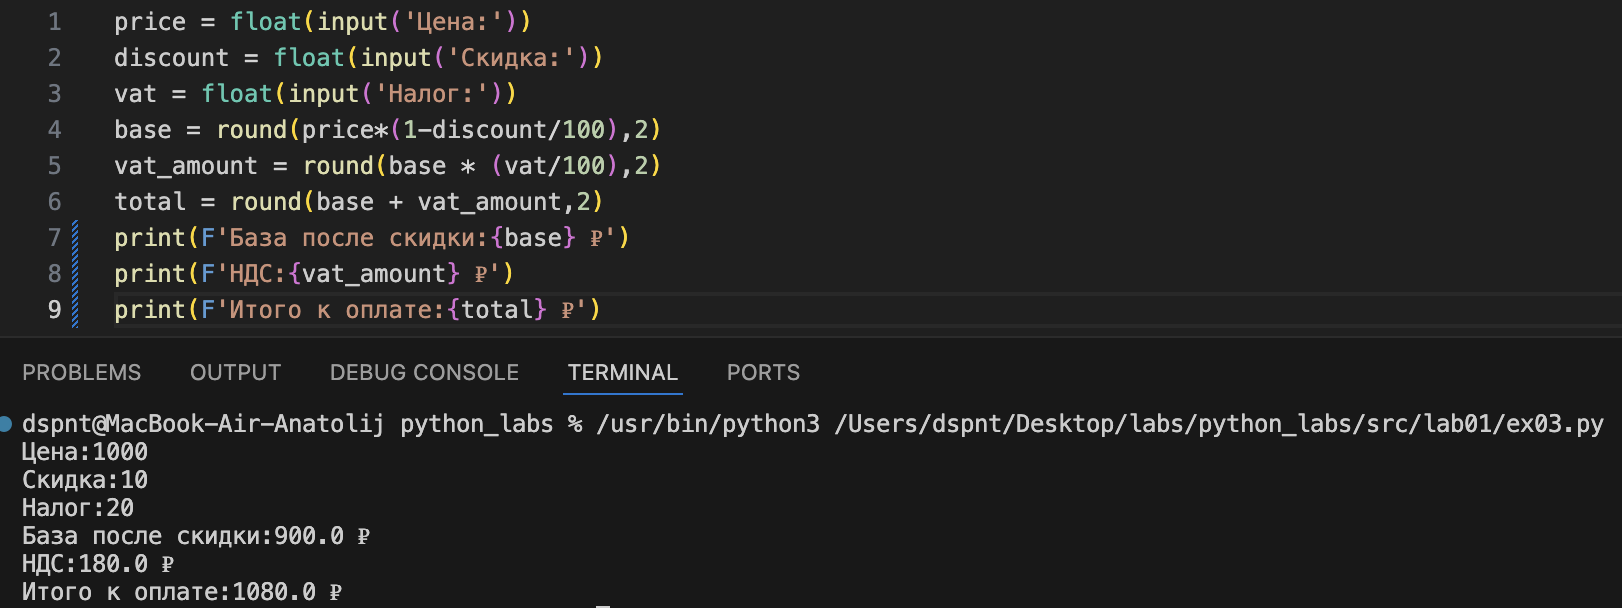 1 price = float(input('Цена:'))
2 discount = float(input('Скидка:'))
3 vat = float(input('Налог:'))
4 base = round(price*(1-discount/100),2)
5 vat_amount = round(base * (vat/100),2)
6 total = round(base + vat_amount,2)
7 print(F'База после скидки:{base} ₽')
8 print(F'НДС:{vat_amount} ₽')
9 print(F'Итого к оплате:{total} ₽')
PROBLEMS OUTPUT DEBUG CONSOLE TERMINAL PORTS
dspnt@MacBook-Air-Anatolij python_labs % /usr/bin/python3 /Users/dspnt/Desktop/labs/python_labs/src/lab01/ex03.py
Цена:1000
Скидка:10
Налог:20
База после скидки:900.0 ₽
НДС:180.0 ₽
Итого к оплате:1080.0 ₽